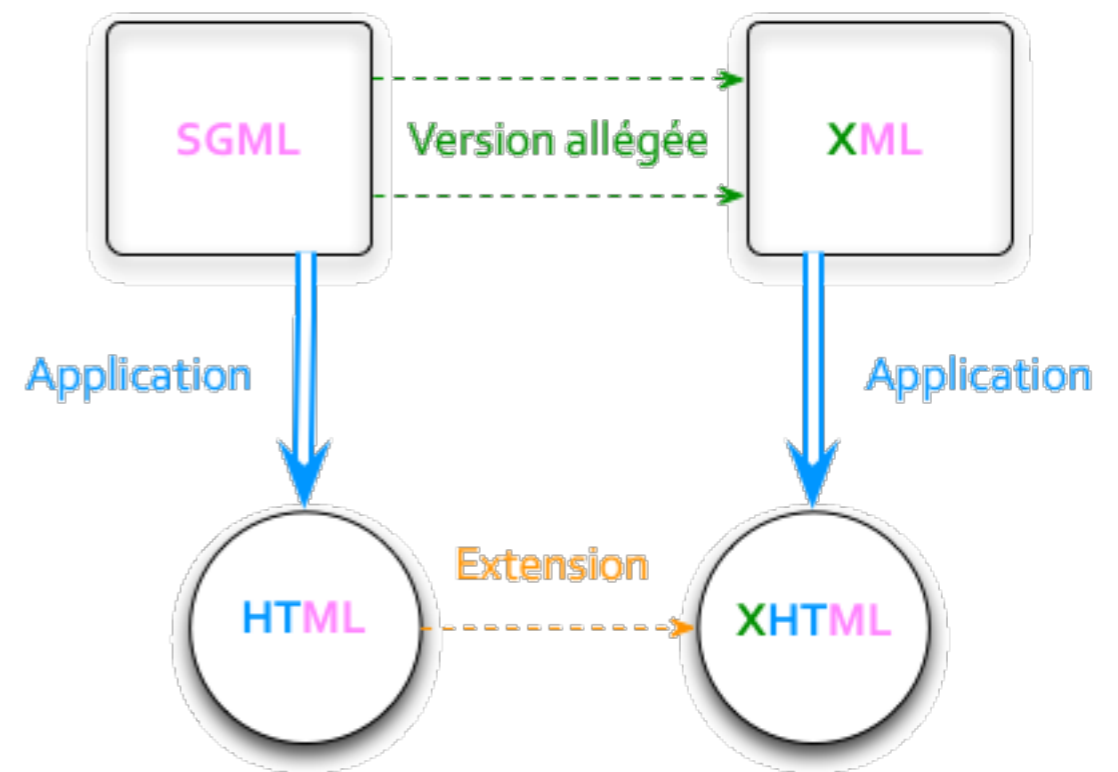 SGML
Version allégée
XML
Application
Application
Extension
HTML
XHTML